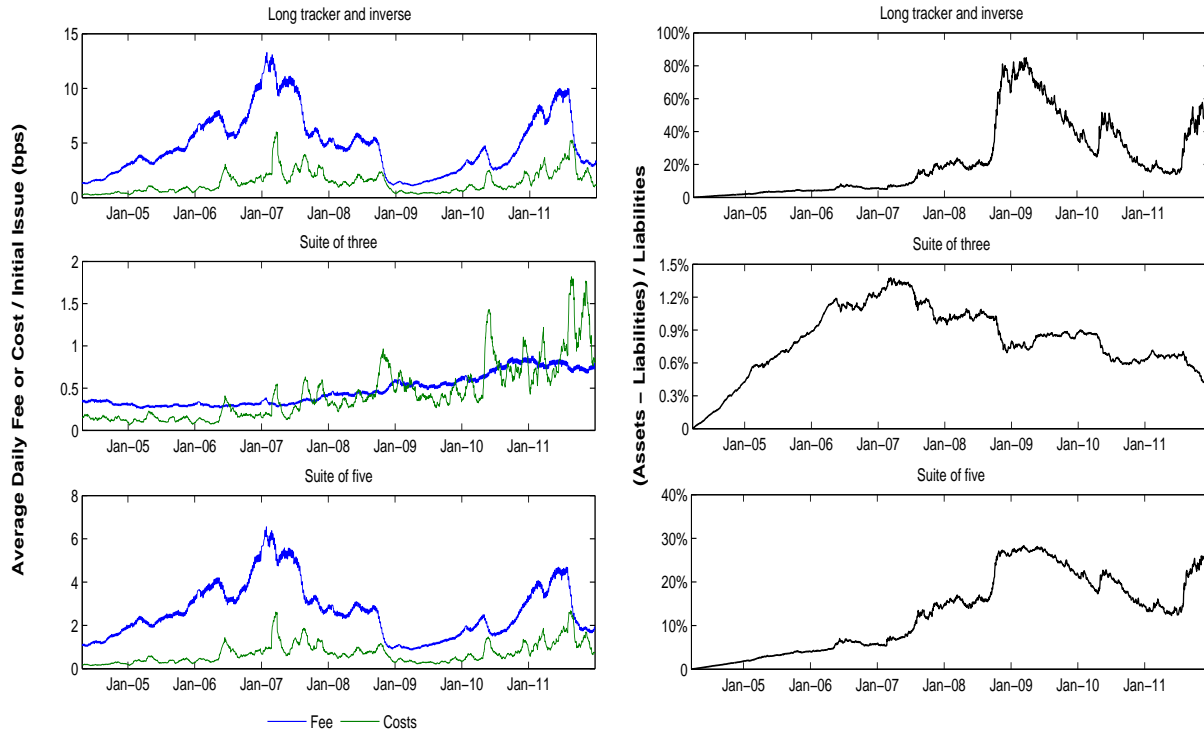 Average Daily Fee or Cost / Initial Issue (bps)
Long tracker and inverse
15
10
5
0
Jan−05 Jan−06 Jan−07 Jan−08 Jan−09 Jan−10 Jan−11
Suite of three
2
1.5
1
0.5
0
Jan−05 Jan−06 Jan−07 Jan−08 Jan−09 Jan−10 Jan−11
Suite of five
8
6
4
2
0
Jan−05 Jan−06 Jan−07 Jan−08 Jan−09 Jan−10 Jan−11
Fee Costs
(Assets − Liabilities) / Liabilities
Long tracker and inverse
100%
80%
60%
40%
20%
0
Jan−05 Jan−06 Jan−07 Jan−08 Jan−09 Jan−10 Jan−11
Suite of three
1.5%
1.2%
0.9%
0.6%
0.3%
0
Jan−05 Jan−06 Jan−07 Jan−08 Jan−09 Jan−10 Jan−11
Suite of five
40%
30%
20%
10%
0
Jan−05 Jan−06 Jan−07 Jan−08 Jan−09 Jan−10 Jan−11